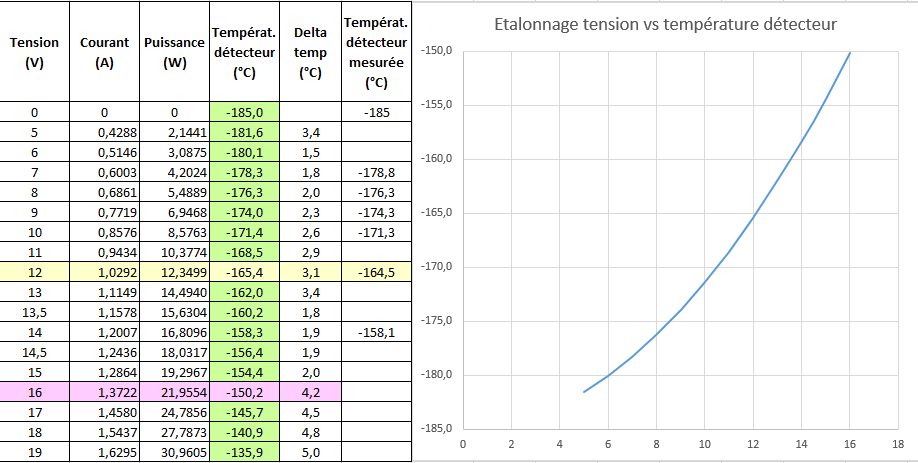 Tension (V) Courant (A) Puissance (W) Températ. détecteur (°C) Delta temp (°C) Températ. détecteur mesurée (°C)
0 0 0 -185,0 -185
5 0,4288 2,1441 -181,6 3,4
6 0,5146 3,0875 -180,1 1,5
7 0,6003 4,2024 -178,3 1,8 -178,8
8 0,6861 5,4889 -176,3 2,0 -176,3
9 0,7719 6,9468 -174,0 2,3 -174,3
10 0,8576 8,5763 -171,4 2,6 -171,3
11 0,9434 10,3774 -168,5 2,9
12 1,0292 12,3499 -165,4 3,1 -164,5
13 1,1149 14,4940 -162,0 3,4
13,5 1,1578 15,6304 -160,2 1,8
14 1,2007 16,8096 -158,3 1,9 -158,1
14,5 1,2436 18,0317 -156,4 1,9
15 1,2864 19,2967 -154,4 2,0
16 1,3722 21,9554 -150,2 4,2
17 1,4580 24,7856 -145,7 4,5
18 1,5437 27,7873 -140,9 4,8
19 1,6295 30,9605 -135,9 5,0
Etalonnage tension vs température détecteur
-150,0
-155,0
-160,0
-165,0
-170,0
-175,0
-180,0
-185,0
0 2 4 6 8 10 12 14 16 18